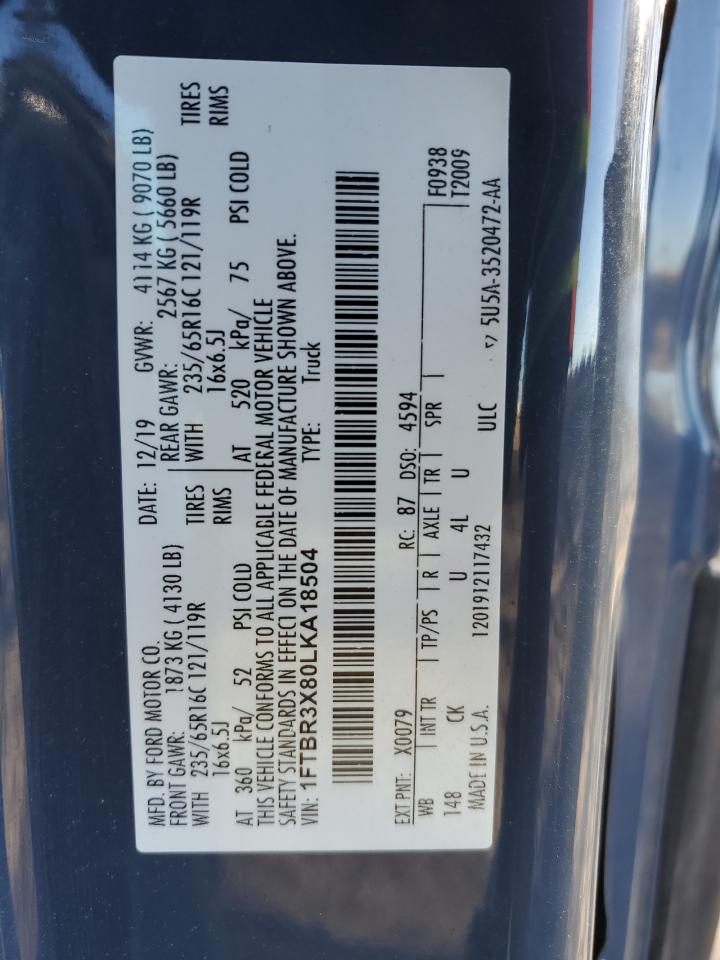 MFD. BY FORD MOTOR CO. DATE: 12/19 GVWR: 4114 KG ( 9070 LB)
FRONT GAWR: 1873 KG ( 4130 LB) REAR GAWR: 2567 KG ( 5660 LB)
WITH 235/65R16C 121/119R TIRES WITH 235/65R16C 121/119R TIRES
16x6.5J RIMS 16x6.5J RIMS
AT 360 kPa/ 52 PSI COLD AT 520 kPa/ 75 PSI COLD
THIS VEHICLE CONFORMS TO ALL APPLICABLE FEDERAL MOTOR VEHICLE
SAFETY STANDARDS IN EFFECT ON THE DATE OF MANUFACTURE SHOWN ABOVE.
VIN: 1FTBR3X80LKA18504 TYPE: Truck
EXT PNT: X0079 RC: 87 DSO: 4594 F0938
WB INT TR TP/PS R AXLE TR SPR T2009
148 CK U 4L U
MADE IN U.S.A. 1201912117432 ULC 5U5A-3520472-AA